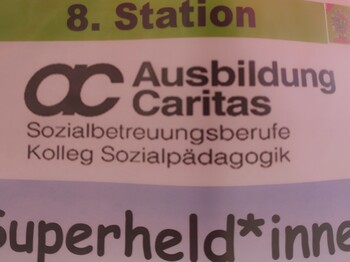 8. Station
ac Ausbildung
Caritas
Sozialbetreuungsberufe
Kolleg Sozialpädagogik
Superheld*inne